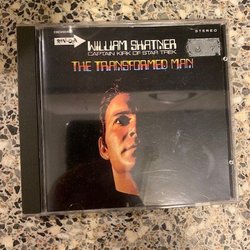 STEREO
WILLIAM SHATNER
CAPTAIN KIRK OF STAR TREK
THE TRANSFORMED MAN